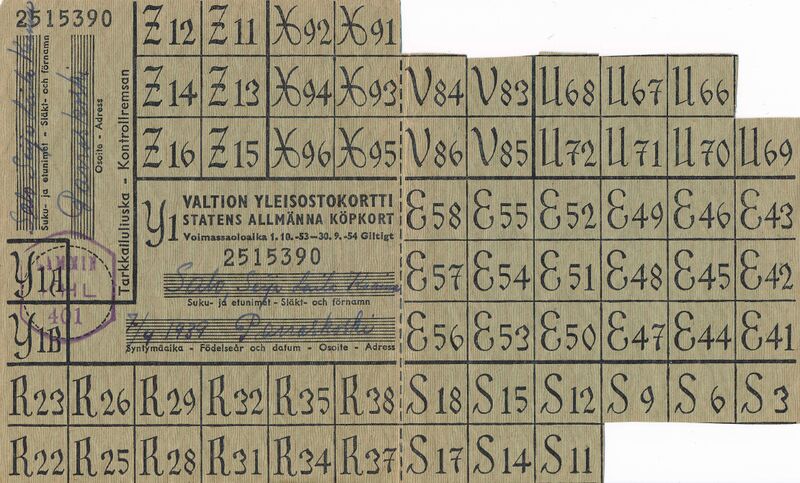 2515390
Suku- ja etunimet - Släkt- och förnamn
Osoite - Adress
Tarkkailuliuska - Kontrollremsan
Z12 Z11 X92 X91
Z14 Z13 X94 X93 V84 V83 U68 U67 U66
Z16 Z15 X96 X95 V86 V85 U72 U71 U70 U69
Y1 VALTION YLEISOSTOKORTTI
STATENS ALLMÄNNA KÖPKORT
Voimassaoloaika 1.10.-53—30.9.-54 Giltigt
2515390
Suku- ja etunimet - Släkt- och förnamn
1939
Syntymäaika - Födelseår och datum - Osoite - Adress
E58 E55 E52 E49 E46 E43
E57 E54 E51 E48 E45 E42
E56 E53 E50 E47 E44 E41
Y1A
Y1B
401
R23 R26 R29 R32 R35 R38 S18 S15 S12 S9 S6 S3
R22 R25 R28 R31 R34 R37 S17 S14 S11